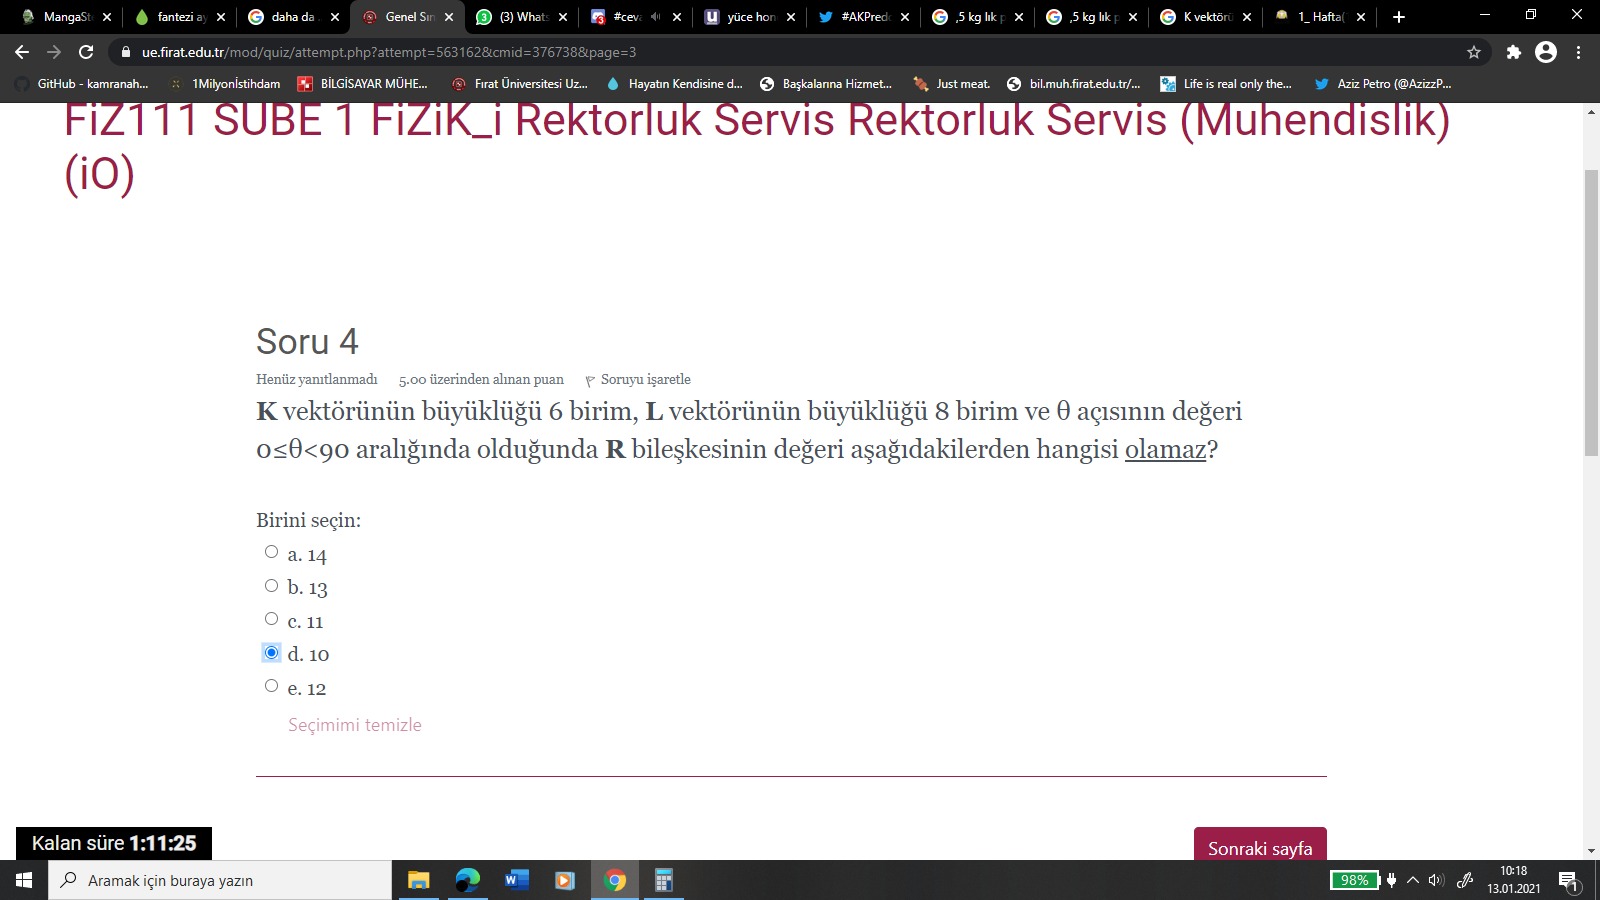 MangaSte
fantezi ay
daha da
Genel Sın
(3) Whats
#ceva
yüce hon
#AKPredd
,5 kg lık p
,5 kg lık p
K vektörü
1_ Hafta(
ue.firat.edu.tr/mod/quiz/attempt.php?attempt=563162&cmid=376738&page=3
GitHub - kamranah...
1Milyonİstihdam
BİLGİSAYAR MÜHE...
Fırat Üniversitesi Uz...
Hayatın Kendisine d...
Başkalarına Hizmet...
Just meat.
bil.muh.firat.edu.tr/...
Life is real only the...
Aziz Petro (@AzizzP...
FiZ111 SUBE 1 FiZiK_i Rektorluk Servis Rektorluk Servis (Muhendislik)
(iO)
Soru 4
Henüz yanıtlanmadı 5.00 üzerinden alınan puan Soruyu işaretle
K vektörünün büyüklüğü 6 birim, L vektörünün büyüklüğü 8 birim ve θ açısının değeri
0≤θ<90 aralığında olduğunda R bileşkesinin değeri aşağıdakilerden hangisi olamaz?
Birini seçin:
a. 14
b. 13
c. 11
d. 10
e. 12
Seçimimi temizle
Kalan süre 1:11:25
Sonraki sayfa
Aramak için buraya yazın
98%
10:18
13.01.2021
1